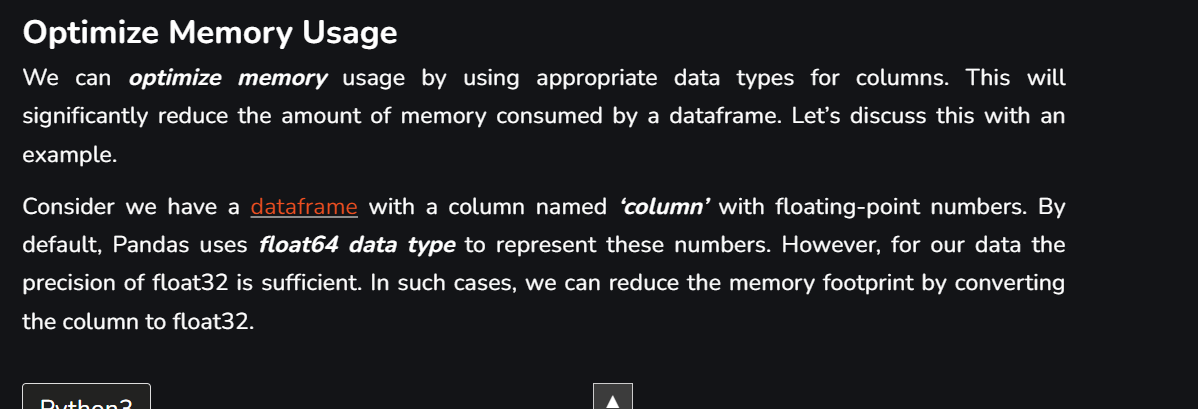 Optimize Memory Usage
We can optimize memory usage by using appropriate data types for columns. This will
significantly reduce the amount of memory consumed by a dataframe. Let’s discuss this with an
example.
Consider we have a dataframe with a column named ‘column’ with floating-point numbers. By
default, Pandas uses float64 data type to represent these numbers. However, for our data the
precision of float32 is sufficient. In such cases, we can reduce the memory footprint by converting
the column to float32.
Python3